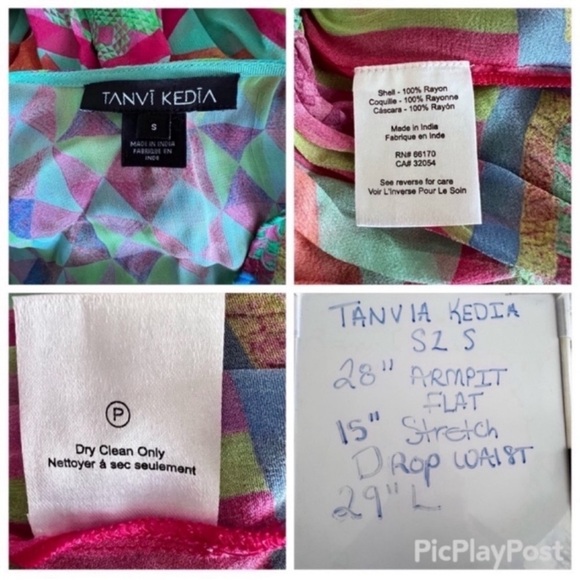 TANVĪ KEDĪA
S
MADE IN INDIA
FABRIQUE EN
INDE
Shell - 100% Rayon
Coquille - 100% Rayonne
Cáscara - 100% Rayón
Made in India
Fabrique en Inde
RN# 66170
CA# 32054
See reverse for care
Voir L'Inverse Pour Le Soin
P
Dry Clean Only
Nettoyer à sec seulement
TANVIA KEDIA
SZ S
28" ARMPIT
FLAT
15" Stretch
DROP WAIST
29" L
PicPlayPost